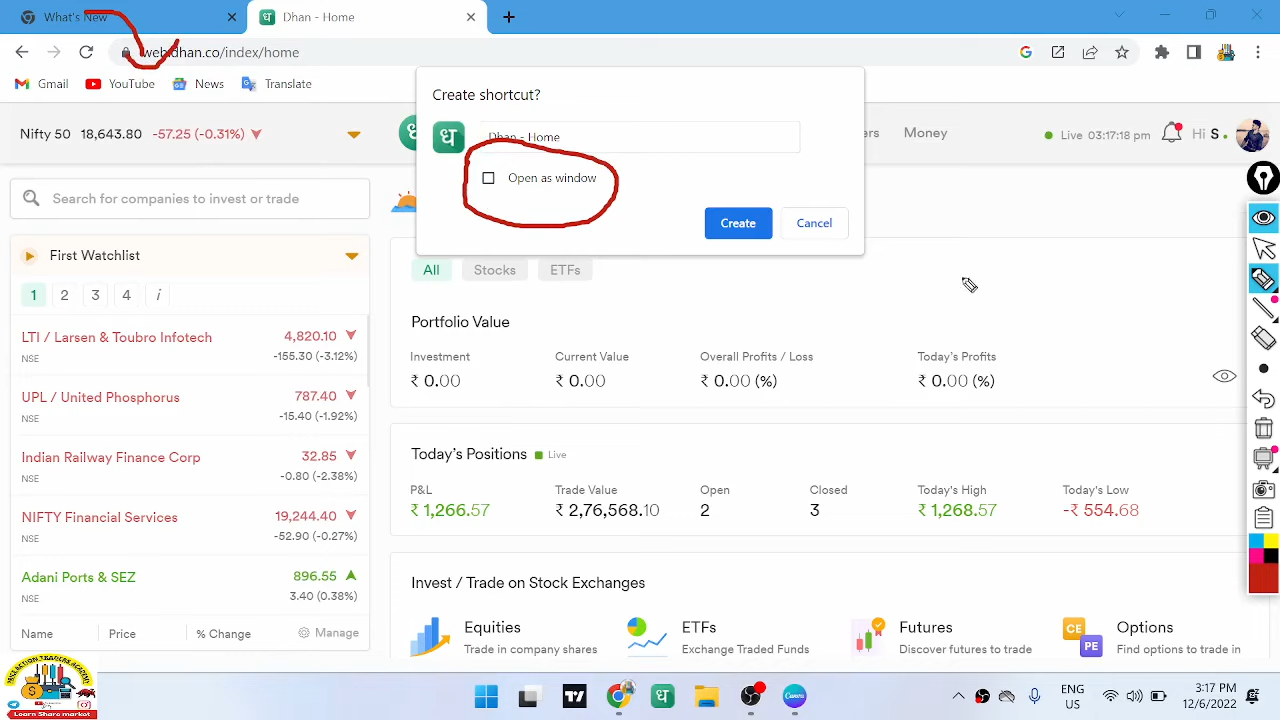 What's New
Dhan - Home
web.dhan.co/index/home
Gmail
YouTube
News
Translate
Create shortcut?
Dhan - Home
Open as window
Create
Cancel
Nifty 50 18,643.80 -57.25 (-0.31%)
ers
Money
Live 03:17:18 pm
Hi S
Search for companies to invest or trade
First Watchlist
1 2 3 4 i
LTI / Larsen & Toubro Infotech 4,820.10
NSE -155.30 (-3.12%)
UPL / United Phosphorus 787.40
NSE -15.40 (-1.92%)
Indian Railway Finance Corp 32.85
NSE -0.80 (-2.38%)
NIFTY Financial Services 19,244.40
NSE -52.90 (-0.27%)
Adani Ports & SEZ 896.55
NSE 3.40 (0.38%)
Name Price % Change Manage
All Stocks ETFs
Portfolio Value
Investment Current Value Overall Profits / Loss Today's Profits
₹ 0.00 ₹ 0.00 ₹ 0.00 (%) ₹ 0.00 (%)
Today's Positions Live
P&L Trade Value Open Closed Today's High Today's Low
₹ 1,266.57 ₹ 2,76,568.10 2 3 ₹ 1,268.57 -₹ 554.68
Invest / Trade on Stock Exchanges
Equities ETFs Futures Options
Trade in company shares Exchange Traded Funds Discover futures to trade Find options to trade in
CE
PE
Learn Share market
ध
ENG
US
3:17 PM
12/6/2022